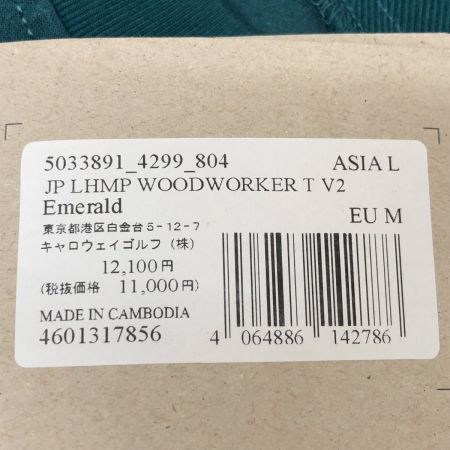 5033891_4299_804 ASIA L
JP LHMP WOODWORKER T V2
Emerald EU M
東京都港区白金台5-12-7
キャロウェイゴルフ（株）
12,100円
(税抜価格 11,000円)
MADE IN CAMBODIA
4601317856
4 064886 142786